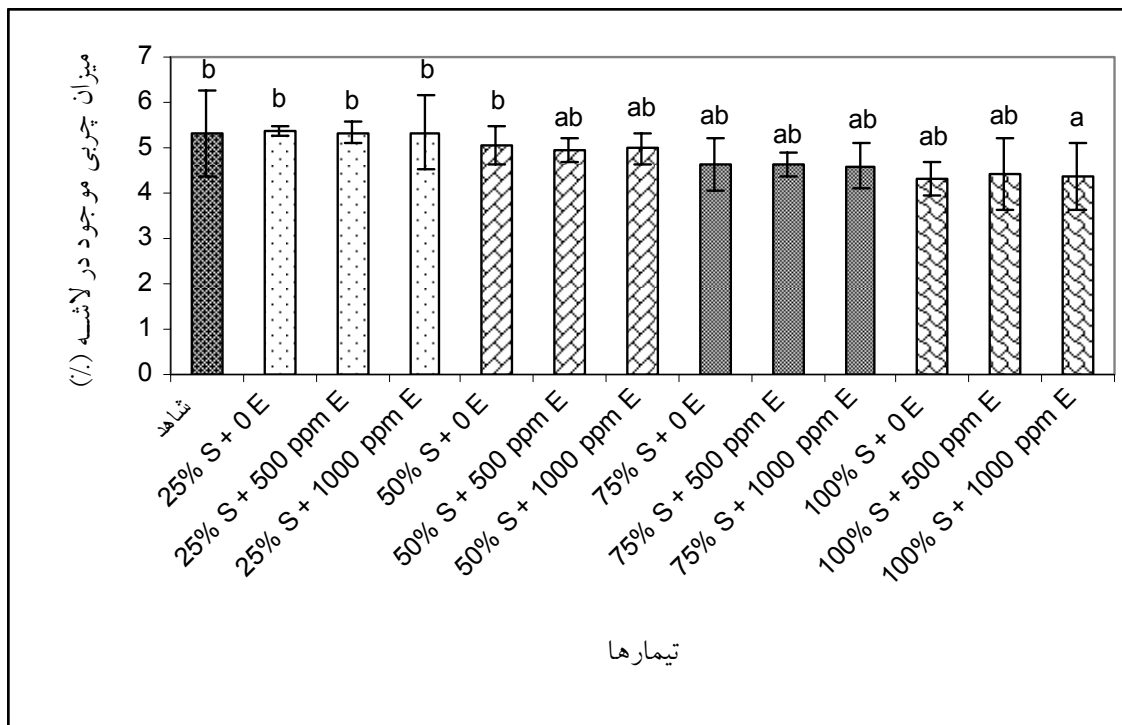 میزان چربی موجود در لاشه (٪)
7
6
5
4
3
2
1
0
b
b
b
b
b
ab
ab
ab
ab
ab
ab
ab
a
شاهد
25% S + 0 E
25% S + 500 ppm E
25% S + 1000 ppm E
50% S + 0 E
50% S + 500 ppm E
50% S + 1000 ppm E
75% S + 0 E
75% S + 500 ppm E
75% S + 1000 ppm E
100% S + 0 E
100% S + 500 ppm E
100% S + 1000 ppm E
تیمارها